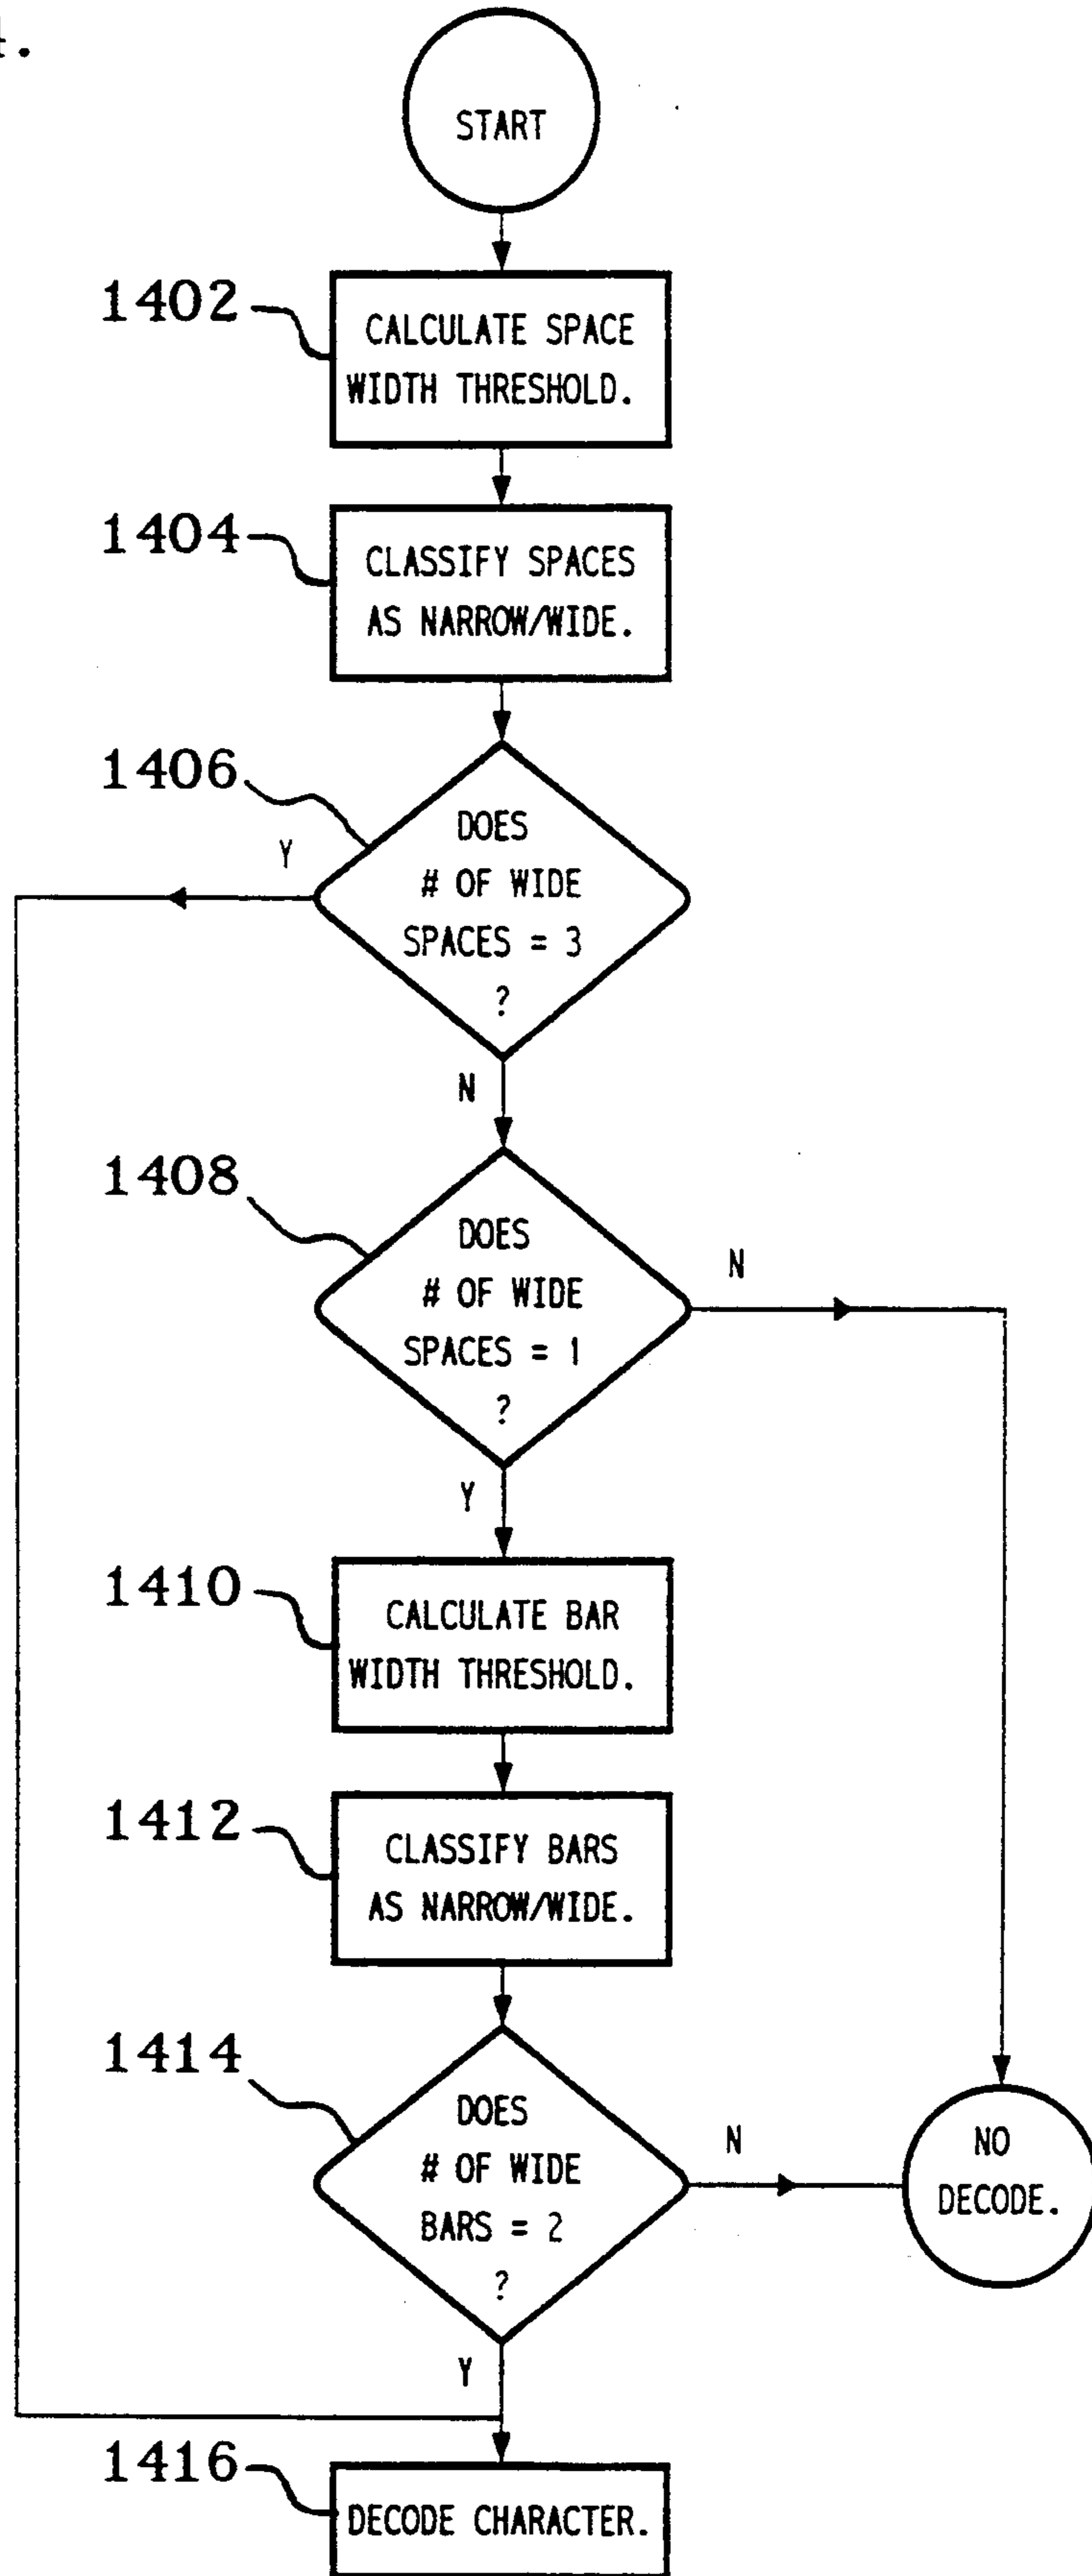 4.
START
1402
CALCULATE SPACE
WIDTH THRESHOLD.
1404
CLASSIFY SPACES
AS NARROW/WIDE.
1406
Y
DOES
# OF WIDE
SPACES = 3
?
N
1408
DOES
# OF WIDE
SPACES = 1
?
N
Y
1410
CALCULATE BAR
WIDTH THRESHOLD.
1412
CLASSIFY BARS
AS NARROW/WIDE.
1414
DOES
# OF WIDE
BARS = 2
?
N
NO
DECODE.
Y
1416
DECODE CHARACTER.